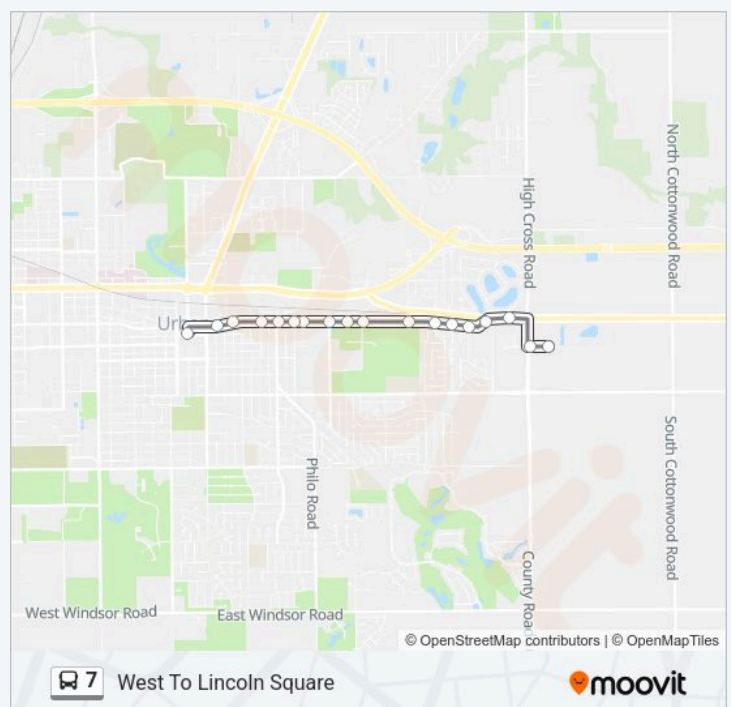 High Cross Road
North Cottonwood Road
Urb
Philo Road
South Cottonwood Road
County Road
West Windsor Road
East Windsor Road
© OpenStreetMap contributors | © OpenMapTiles
7 West To Lincoln Square
moovit